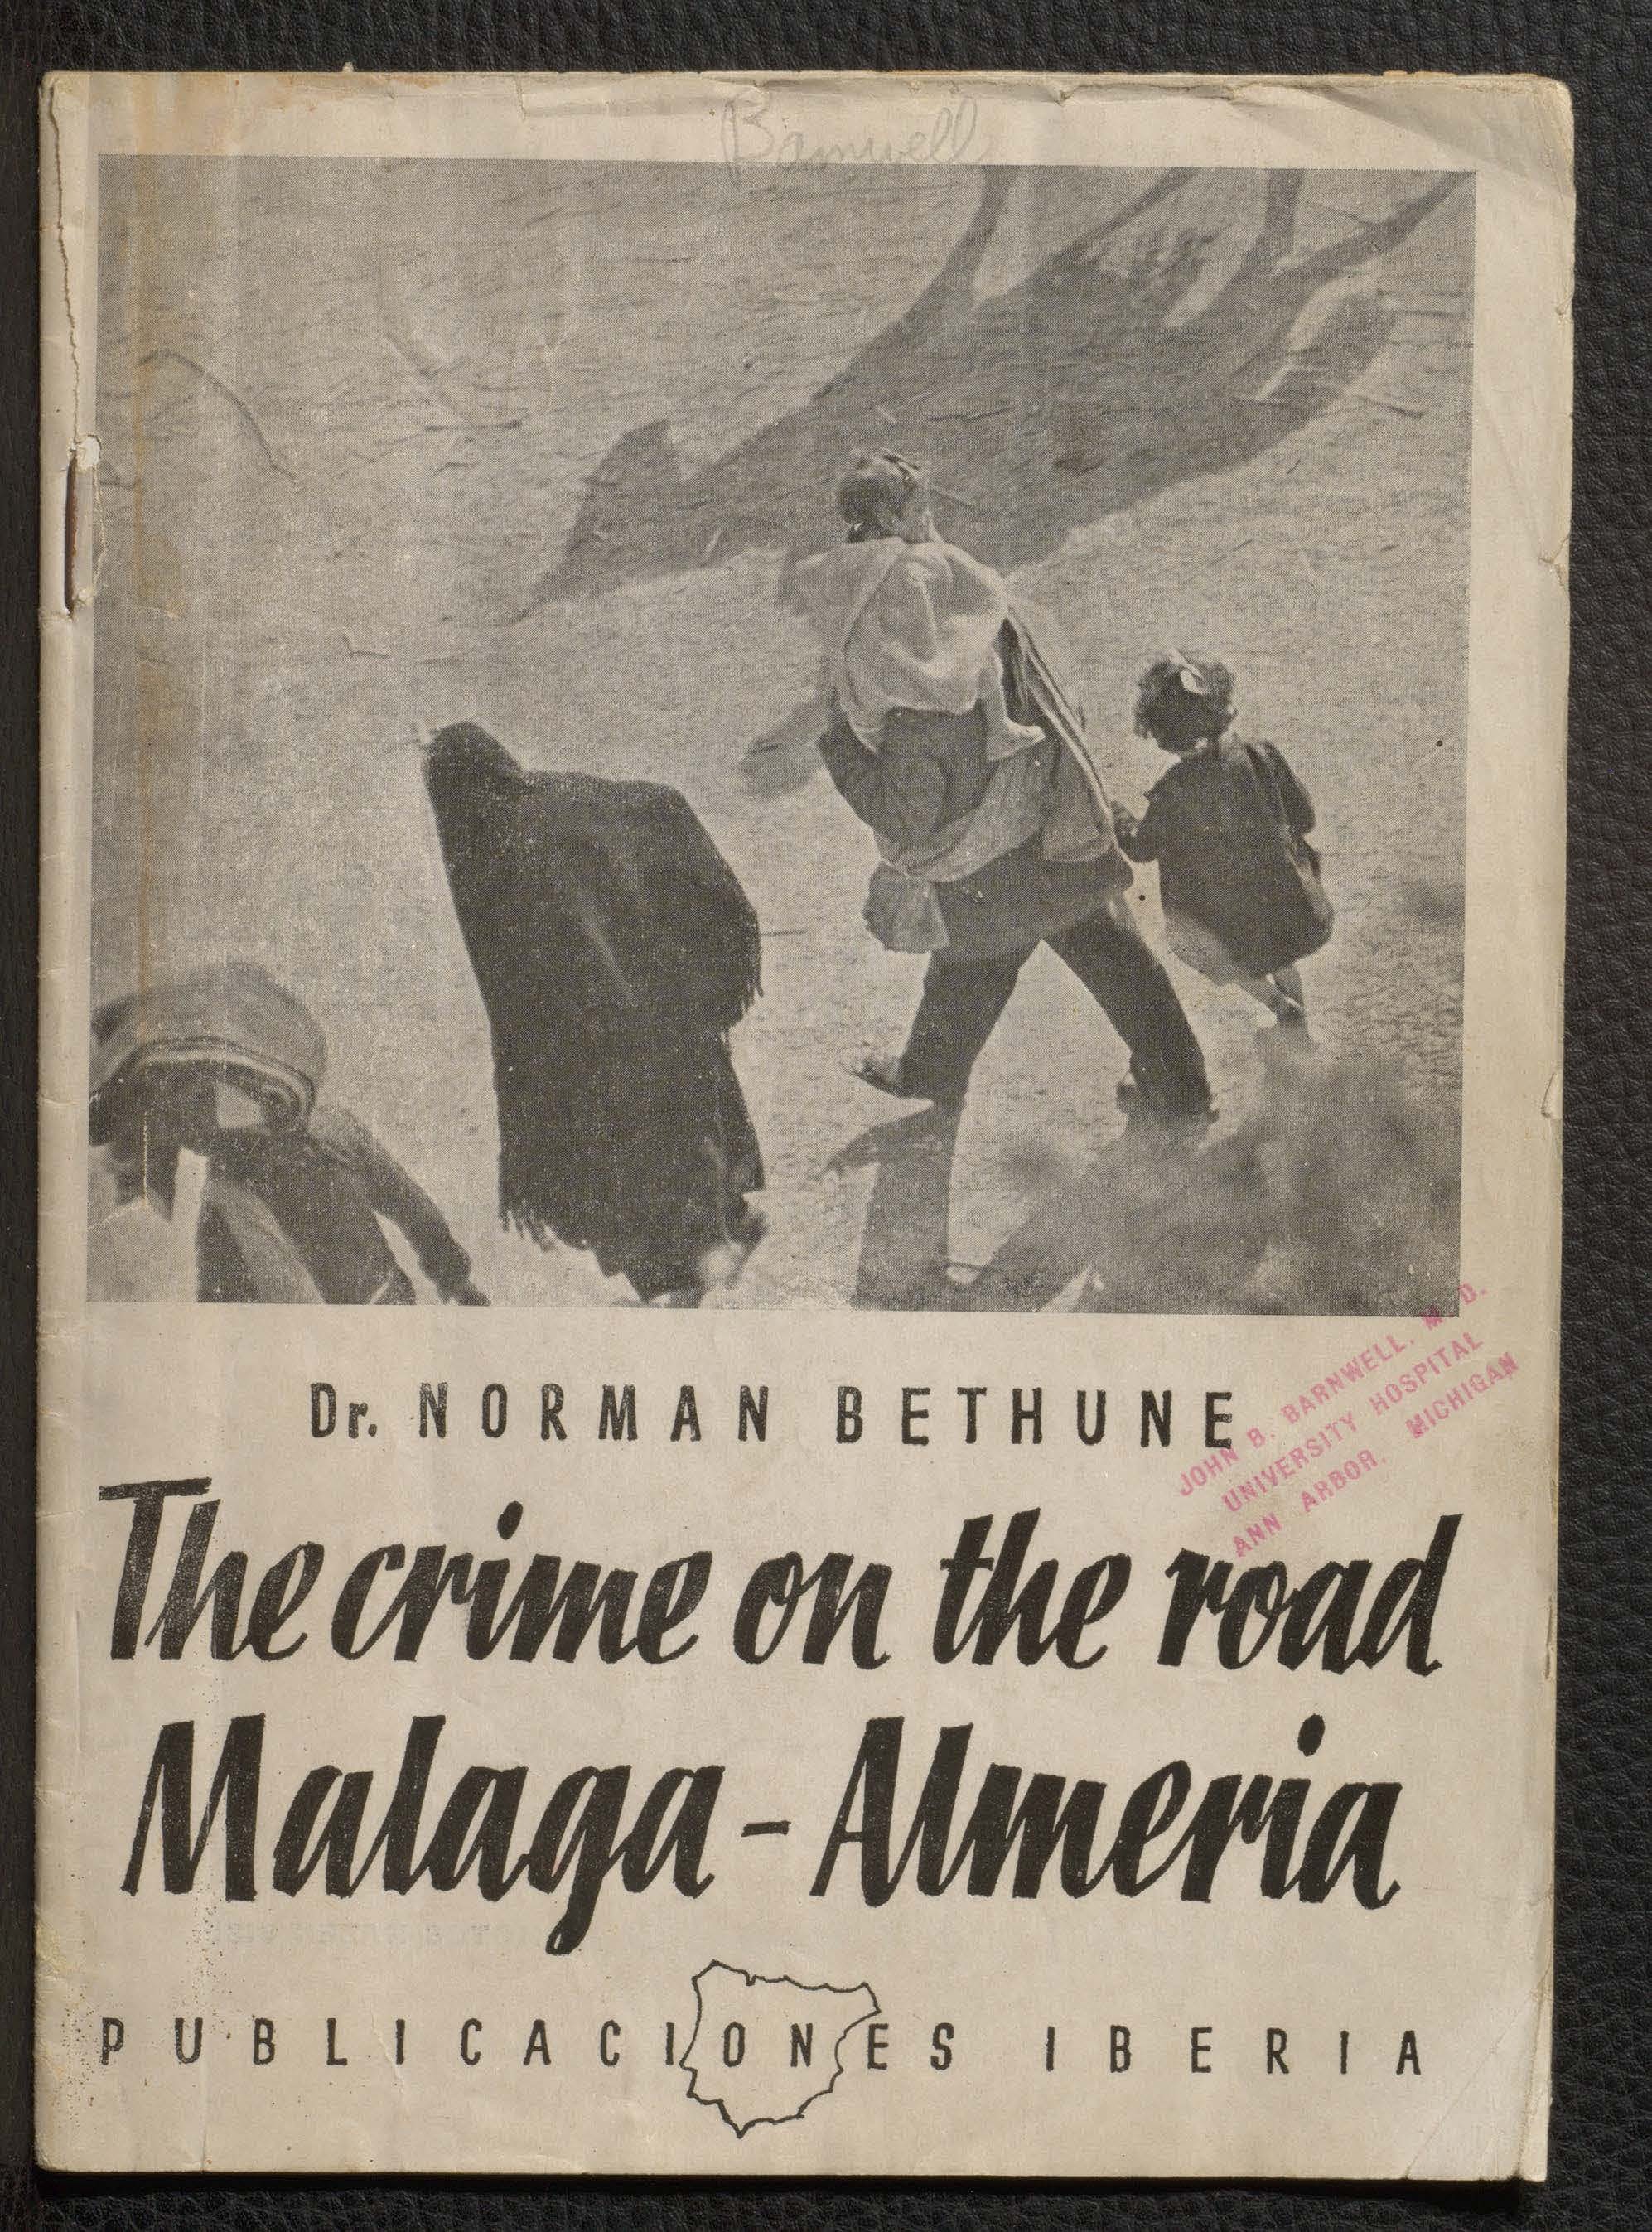 Barnwell
Dr. NORMAN BETHUNE
JOHN B. BARNWELL. M. D.
UNIVERSITY HOSPITAL
ANN ARBOR. MICHIGAN
The crime on the road
Malaga-Almeria
PUBLICACIONES IBERIA